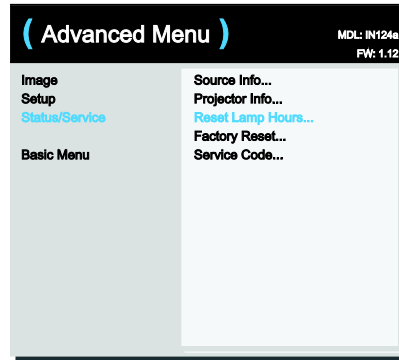 ( Advanced Menu )
MDL: IN124a
FW: 1.12
Image
Setup
Status/Service
Basic Menu
Source Info...
Projector Info...
Reset Lamp Hours...
Factory Reset...
Service Code...